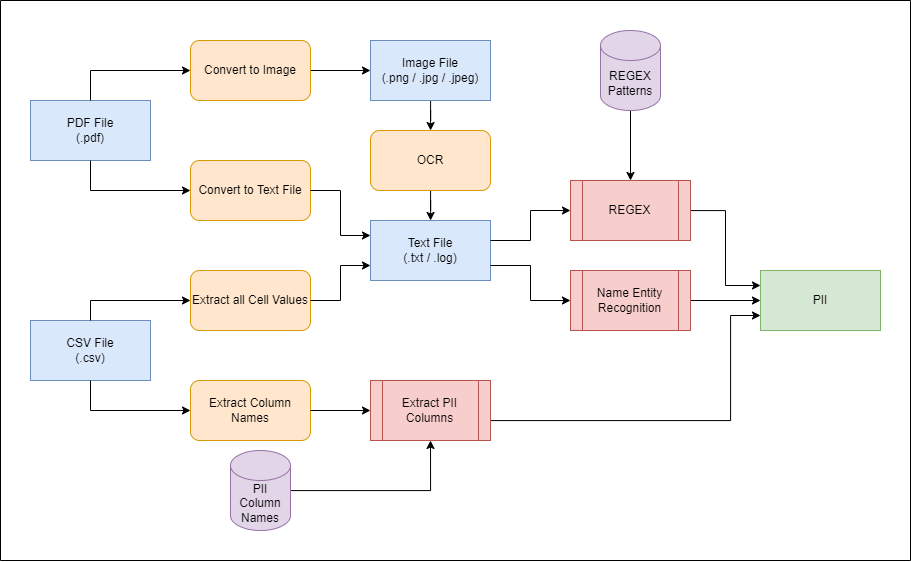 Convert to Image
Image File
(.png / .jpg / .jpeg)
REGEX
Patterns
PDF File
(.pdf)
OCR
Convert to Text File
REGEX
Text File
(.txt / .log)
Extract all Cell Values
Name Entity
Recognition
PII
CSV File
(.csv)
Extract Column
Names
Extract PII
Columns
PII
Column
Names